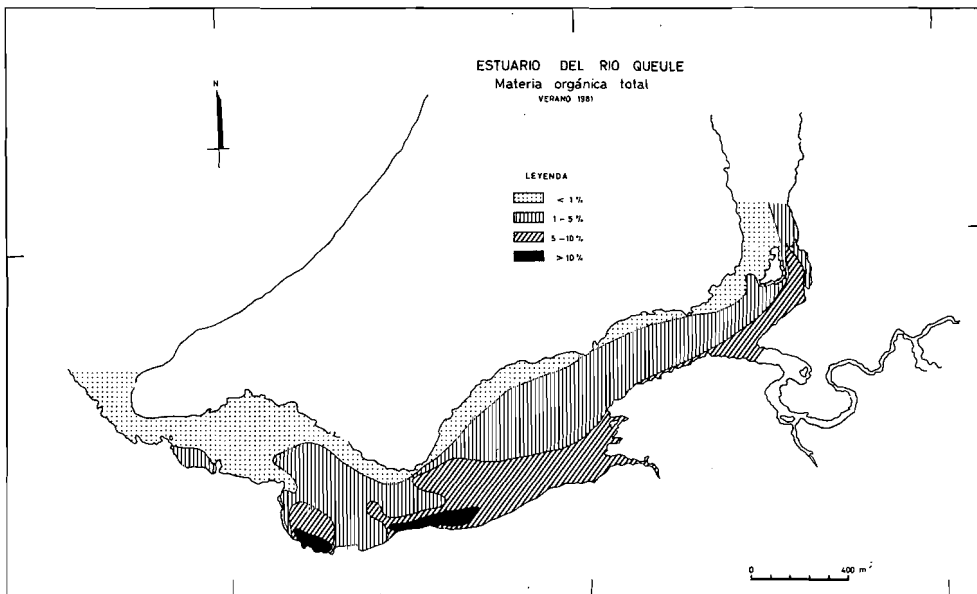 ESTUARIO DEL RIO QUEULE
Materia orgánica total
VERANO 1981
N
LEYENDA
< 1 %
1 - 5 %
5 - 10 %
> 10 %
0 400 m